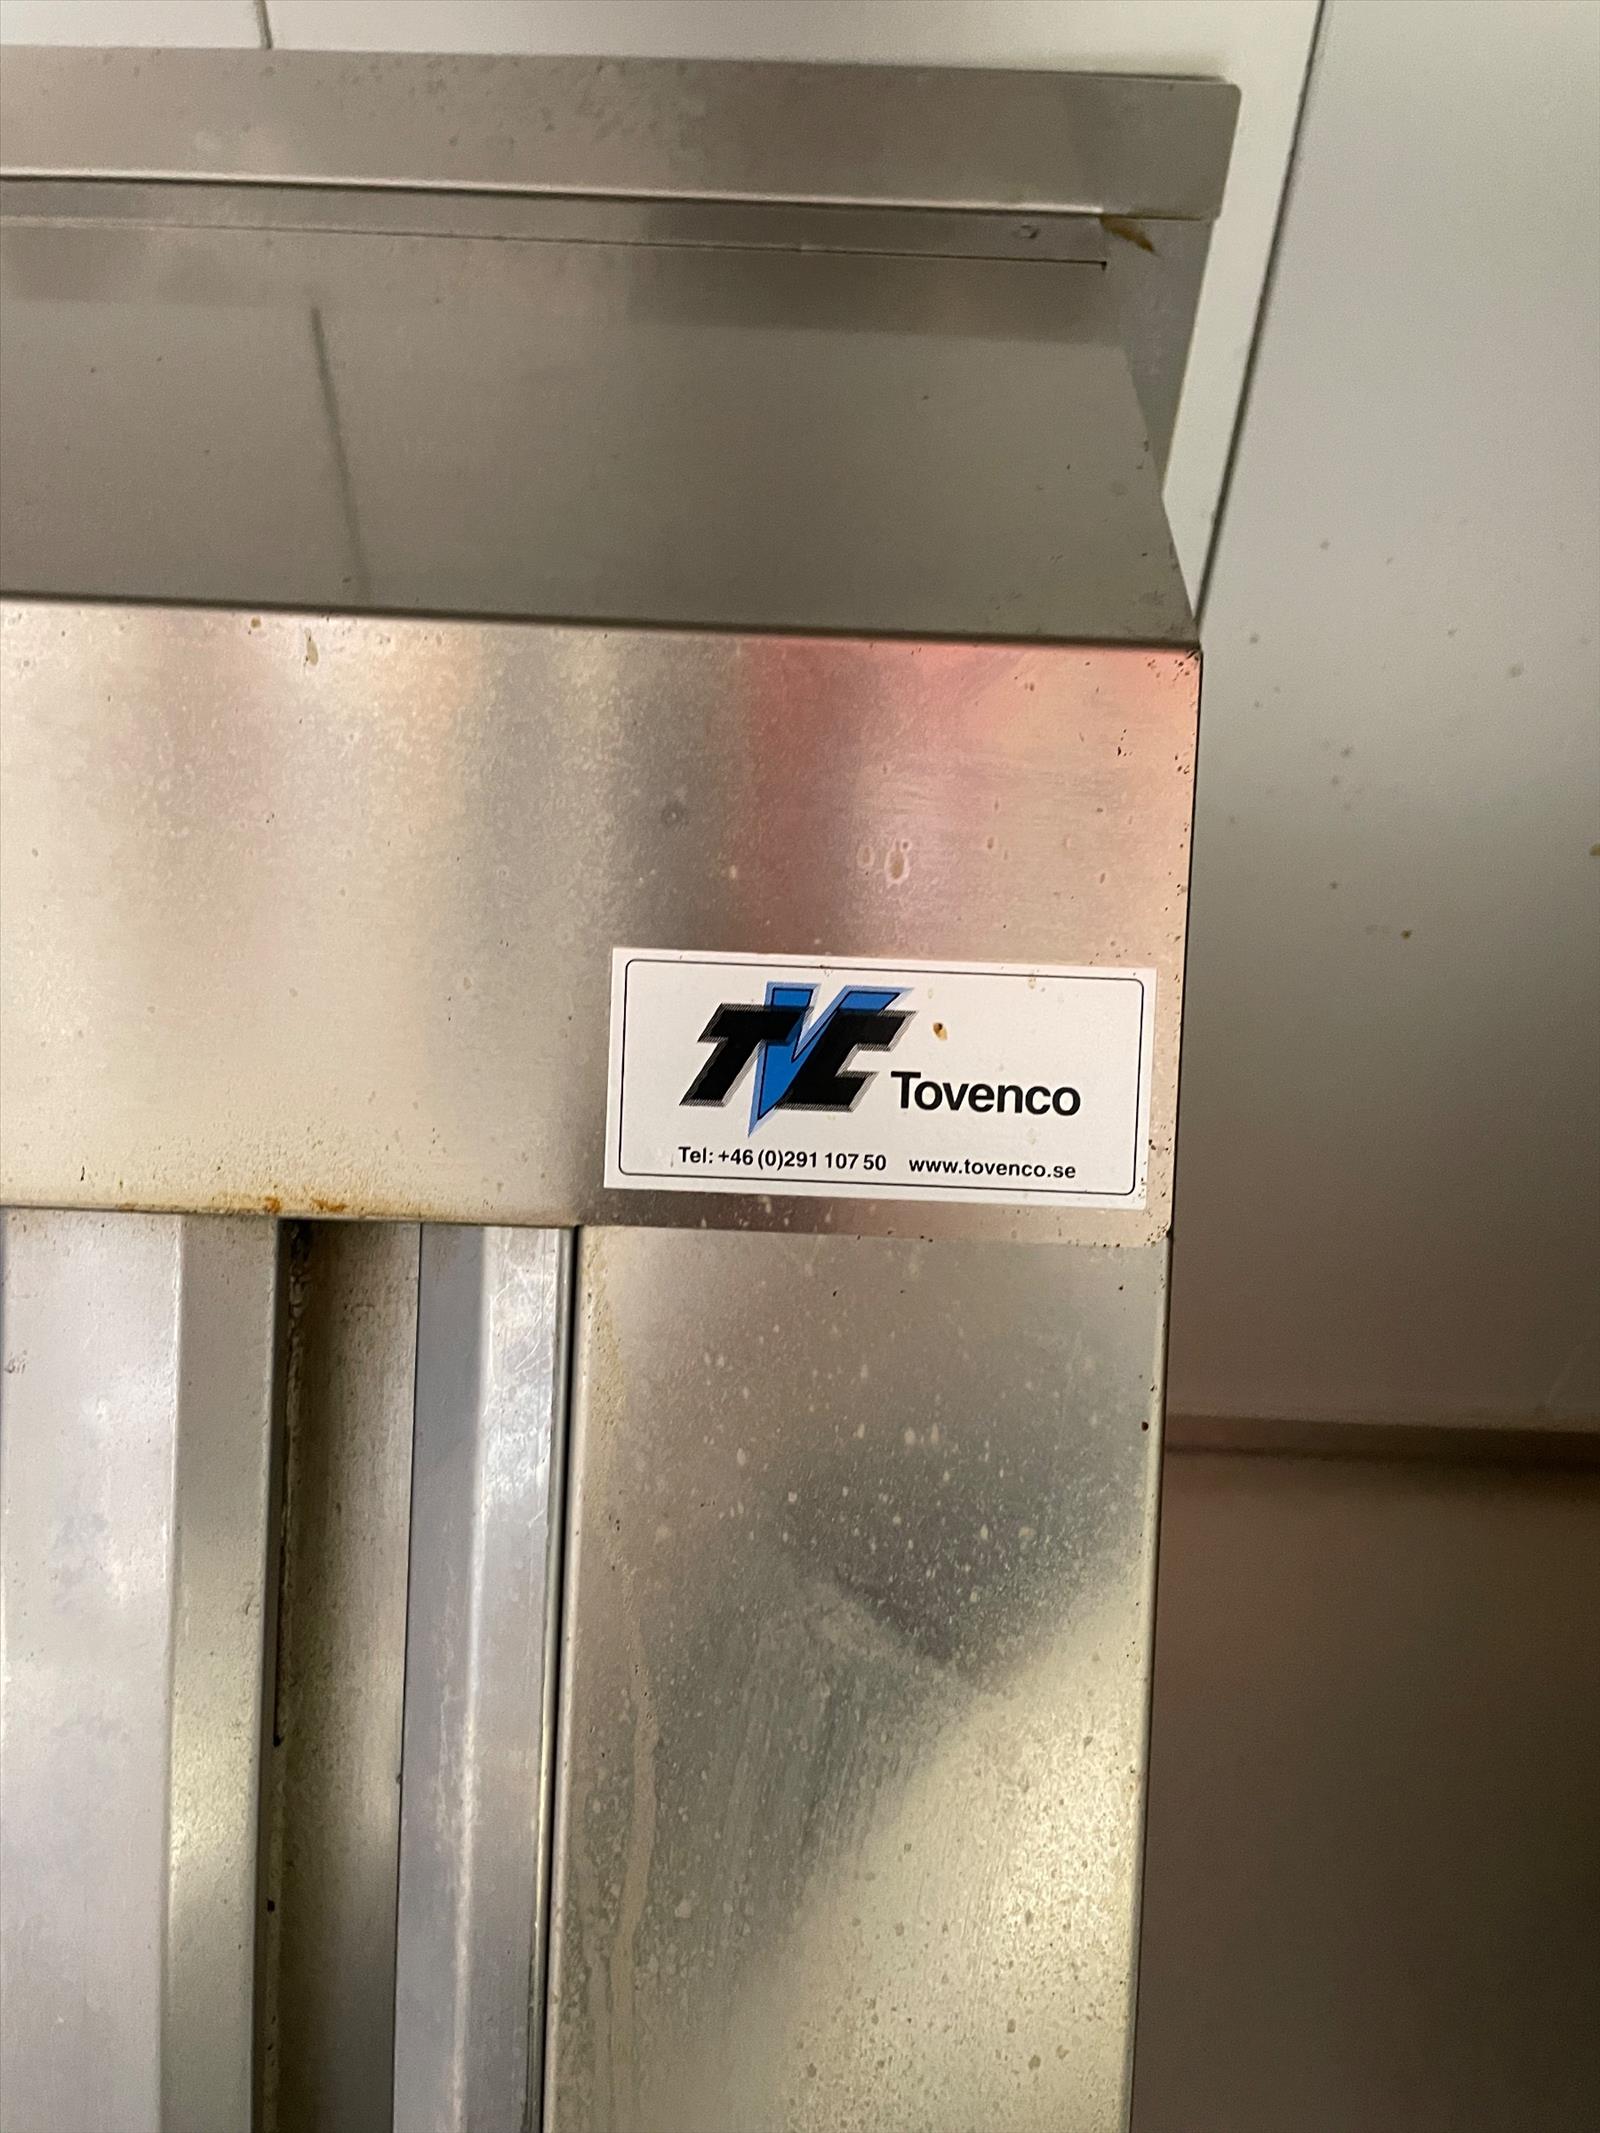 TVC Tovenco
Tel: +46 (0)291 107 50 www.tovenco.se